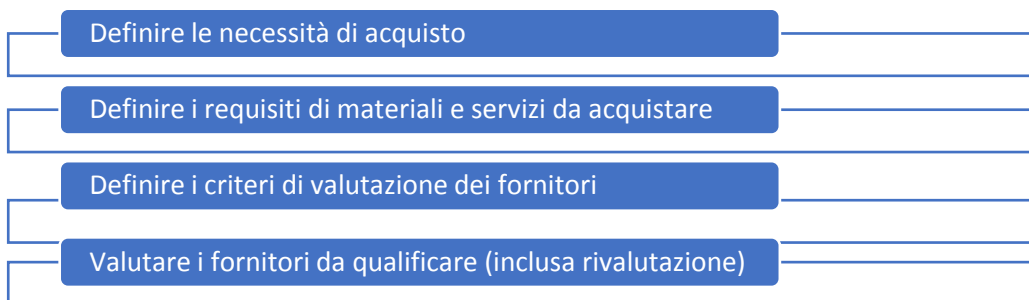 Definire le necessità di acquisto
Definire i requisiti di materiali e servizi da acquistare
Definire i criteri di valutazione dei fornitori
Valutare i fornitori da qualificare (inclusa rivalutazione)